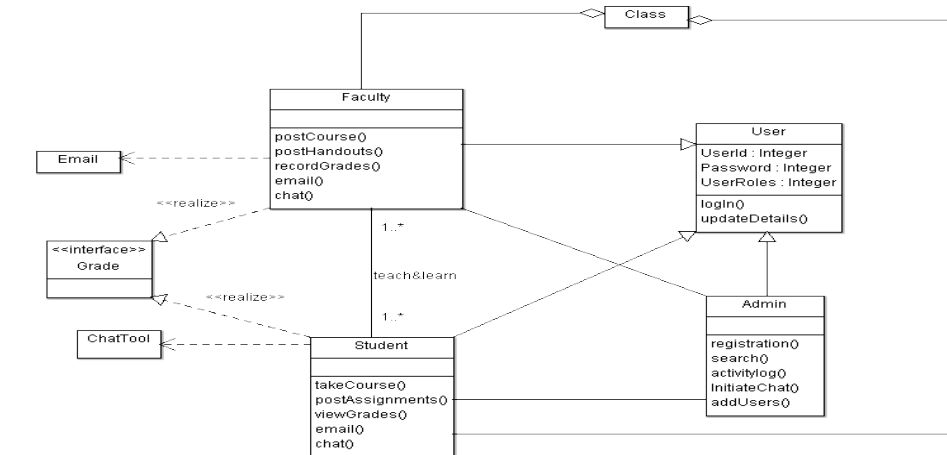 Class
Faculty
postCourse()
postHandouts()
recordGrades()
email()
chat()
User
UserId : Integer
Password : Integer
UserRoles : Integer
logIn()
updateDetails()
Email
<<realize>>
1..*
<<interface>>
Grade
teach&learn
<<realize>>
1..*
ChatTool
Student
takeCourse()
postAssignments()
viewGrades()
email()
chat()
Admin
registration()
search()
activitylog()
InitiateChat()
addUsers()